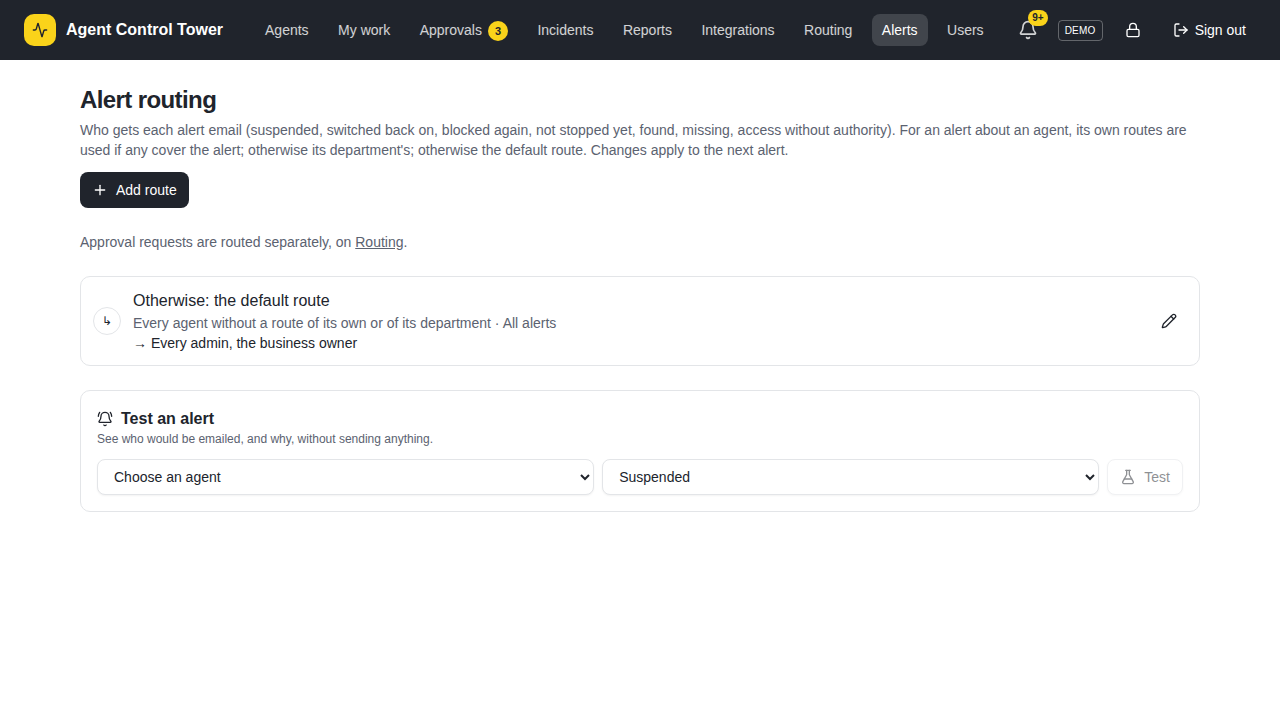 Agent Control Tower
Agents
My work
Approvals 3
Incidents
Reports
Integrations
Routing
Alerts
Users
9+
DEMO
Sign out
Alert routing
Who gets each alert email (suspended, switched back on, blocked again, not stopped yet, found, missing, access without authority). For an alert about an agent, its own routes are
used if any cover the alert; otherwise its department's; otherwise the default route. Changes apply to the next alert.
Add route
Approval requests are routed separately, on Routing.
↳
Otherwise: the default route
Every agent without a route of its own or of its department · All alerts
→ Every admin, the business owner
Test an alert
See who would be emailed, and why, without sending anything.
Choose an agent
Suspended
Test